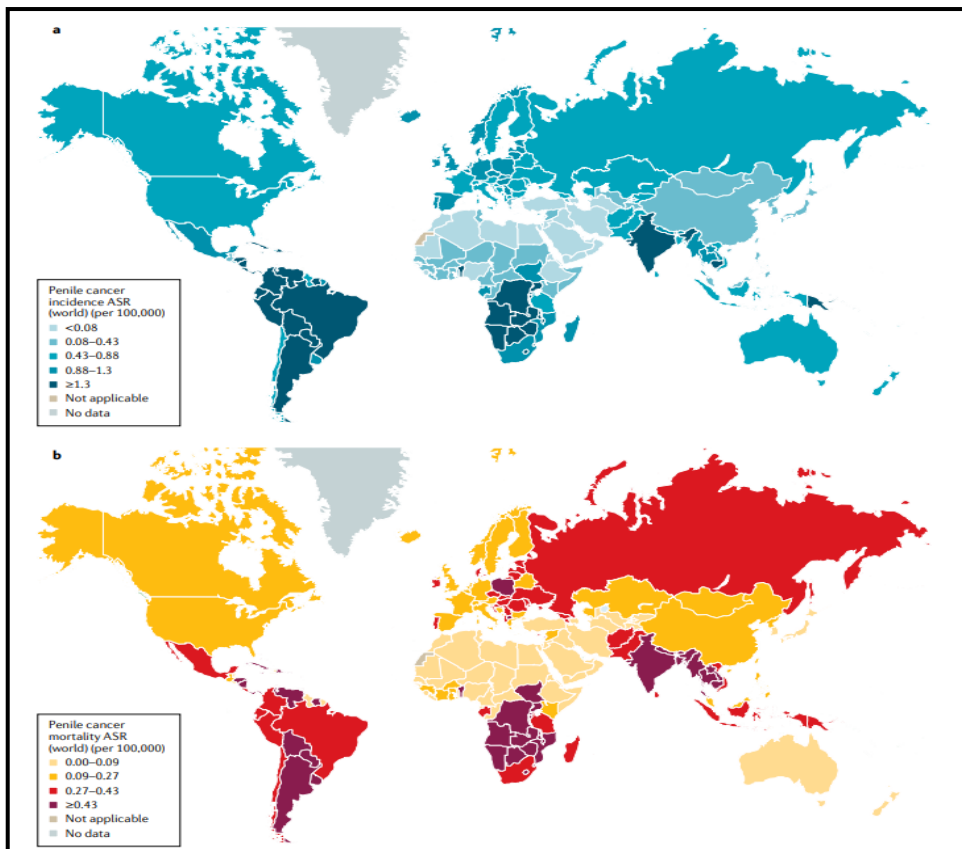 a
Penile cancer
incidence ASR
(world) (per 100,000)
<0.08
0.08–0.43
0.43–0.88
0.88–1.3
≥1.3
Not applicable
No data
b
Penile cancer
mortality ASR
(world) (per 100,000)
0.00–0.09
0.09–0.27
0.27–0.43
≥0.43
Not applicable
No data